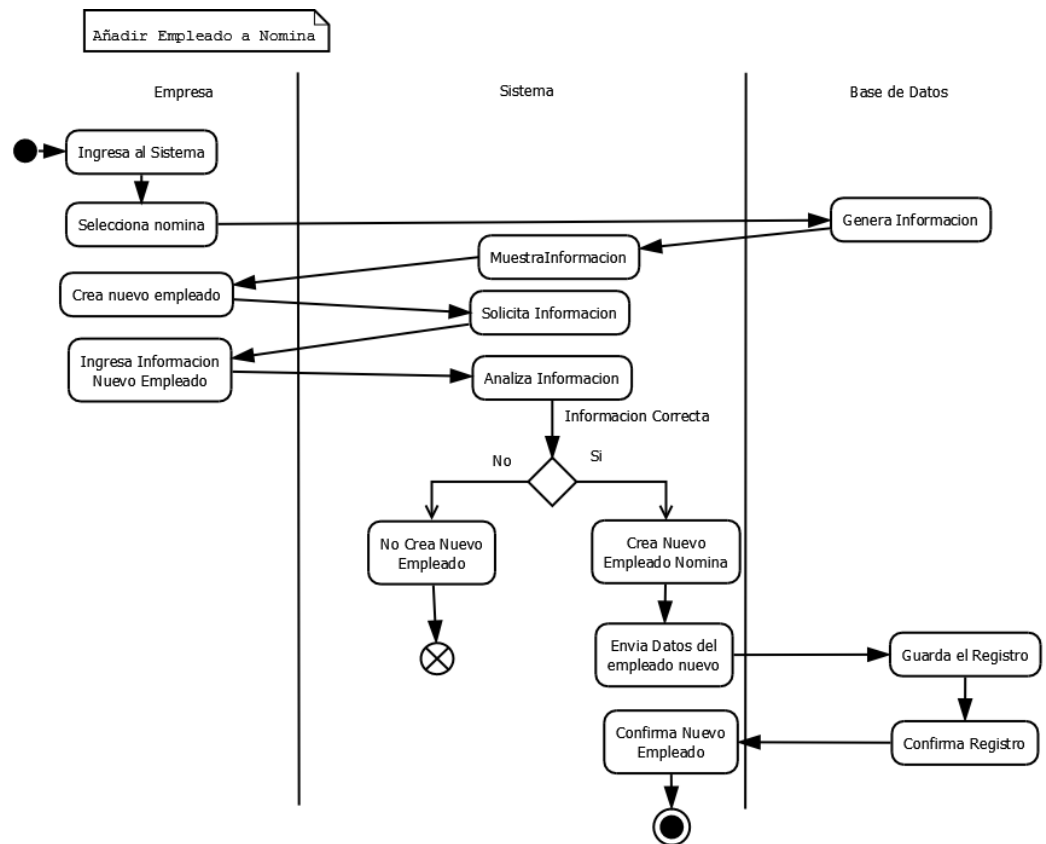 Añadir Empleado a Nomina
Empresa
Sistema
Base de Datos
Ingresa al Sistema
Selecciona nomina
Genera Informacion
MuestraInformacion
Crea nuevo empleado
Solicita Informacion
Ingresa Informacion
Nuevo Empleado
Analiza Informacion
Informacion Correcta
No
Si
No Crea Nuevo
Empleado
Crea Nuevo
Empleado Nomina
Envia Datos del
empleado nuevo
Guarda el Registro
Confirma Nuevo
Empleado
Confirma Registro